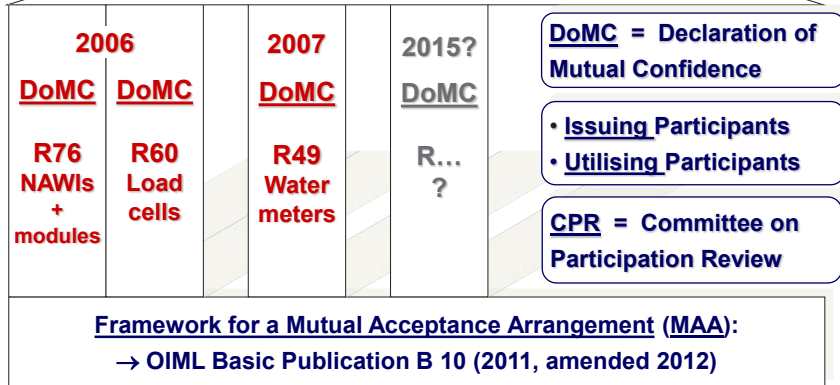 2006
DoMC
R76
NAWIs
+
modules
DoMC
R60
Load
cells
2007
DoMC
R49
Water
meters
2015?
DoMC
R...
?
DoMC = Declaration of
Mutual Confidence
• Issuing Participants
• Utilising Participants
CPR = Committee on
Participation Review
Framework for a Mutual Acceptance Arrangement (MAA):
→ OIML Basic Publication B 10 (2011, amended 2012)